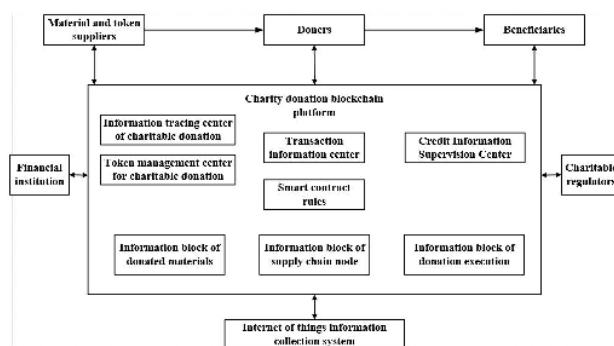 Material and token
suppliers
Doners
Beneficiaries
Charity donation blockchain
platform
Information tracing center
of charitable donation
Transaction
information center
Credit Information
Supervision Center
Token management center
for charitable donation
Financial
institution
Charitable
regulators
Smart contract
rules
Information block of
donated materials
Information block of
supply chain node
Information block of
donation execution
Internet of things information
collection system